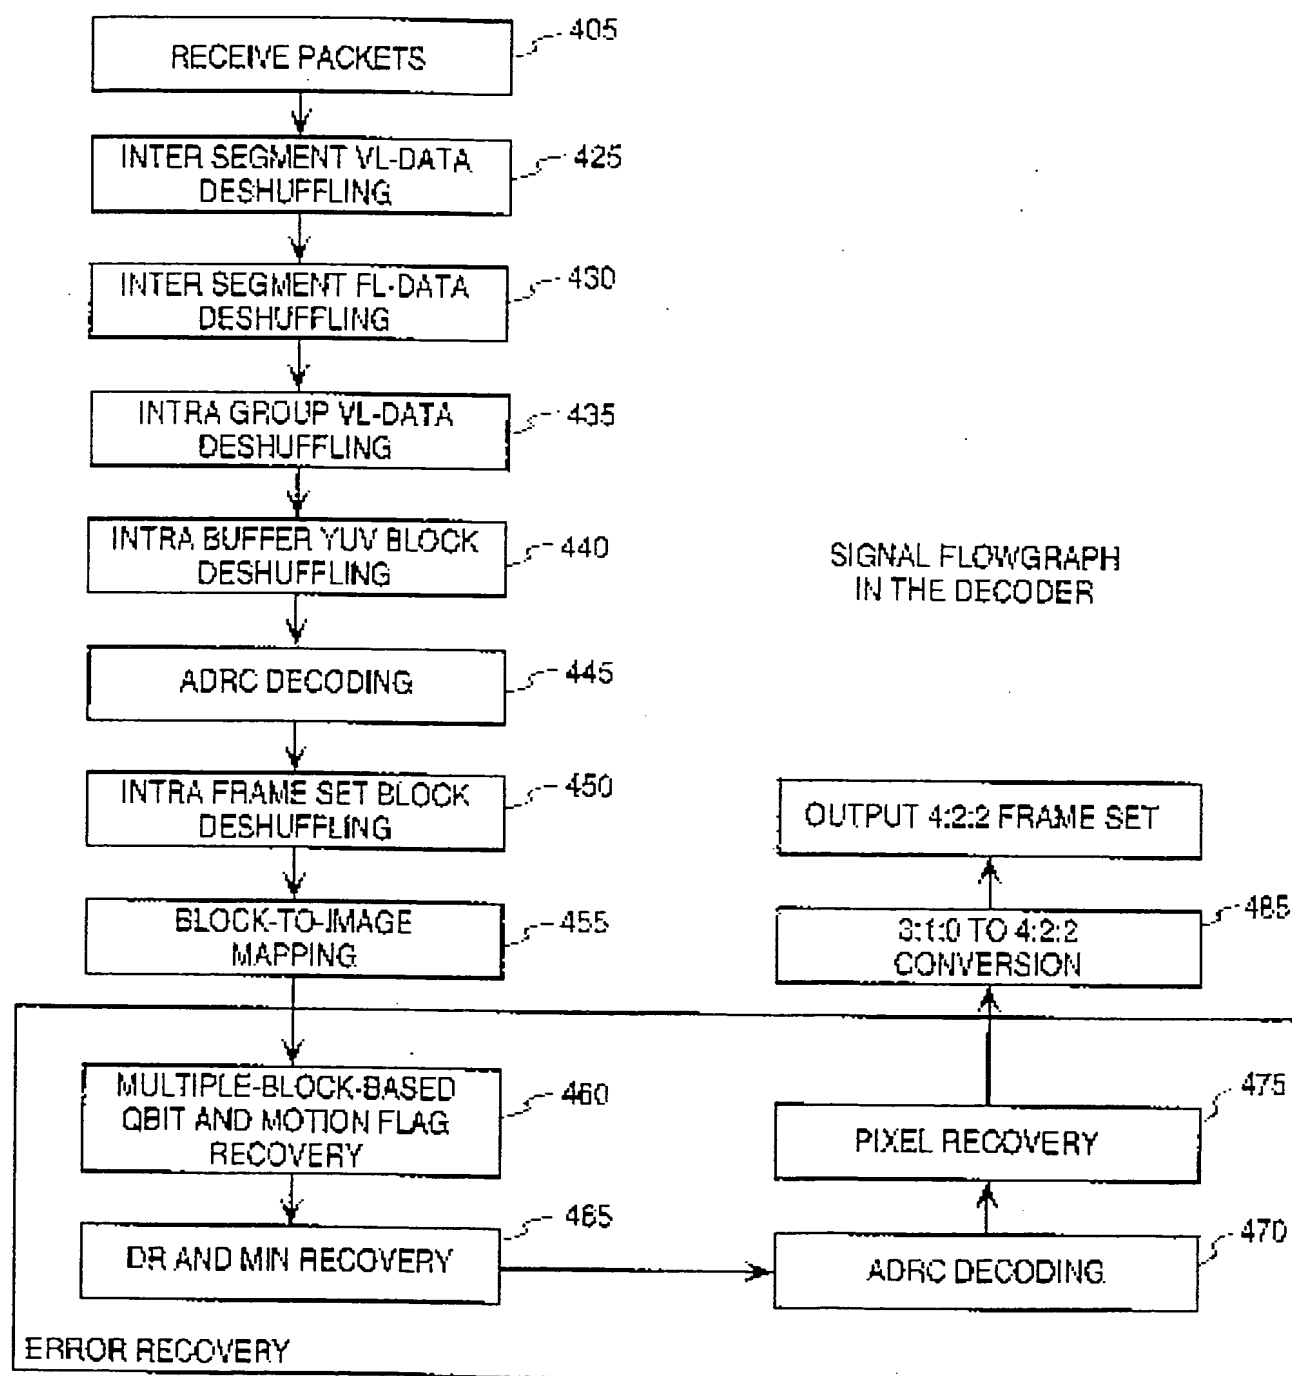 RECEIVE PACKETS
405
INTER SEGMENT VL-DATA
DESHUFFLING
425
INTER SEGMENT FL-DATA
DESHUFFLING
430
INTRA GROUP VL-DATA
DESHUFFLING
435
INTRA BUFFER YUV BLOCK
DESHUFFLING
440
SIGNAL FLOWGRAPH
IN THE DECODER
ADRC DECODING
445
INTRA FRAME SET BLOCK
DESHUFFLING
450
BLOCK-TO-IMAGE
MAPPING
455
MULTIPLE-BLOCK-BASED
QBIT AND MOTION FLAG
RECOVERY
460
DR AND MIN RECOVERY
465
ADRC DECODING
470
PIXEL RECOVERY
475
3:1:0 TO 4:2:2
CONVERSION
485
OUTPUT 4:2:2 FRAME SET
ERROR RECOVERY